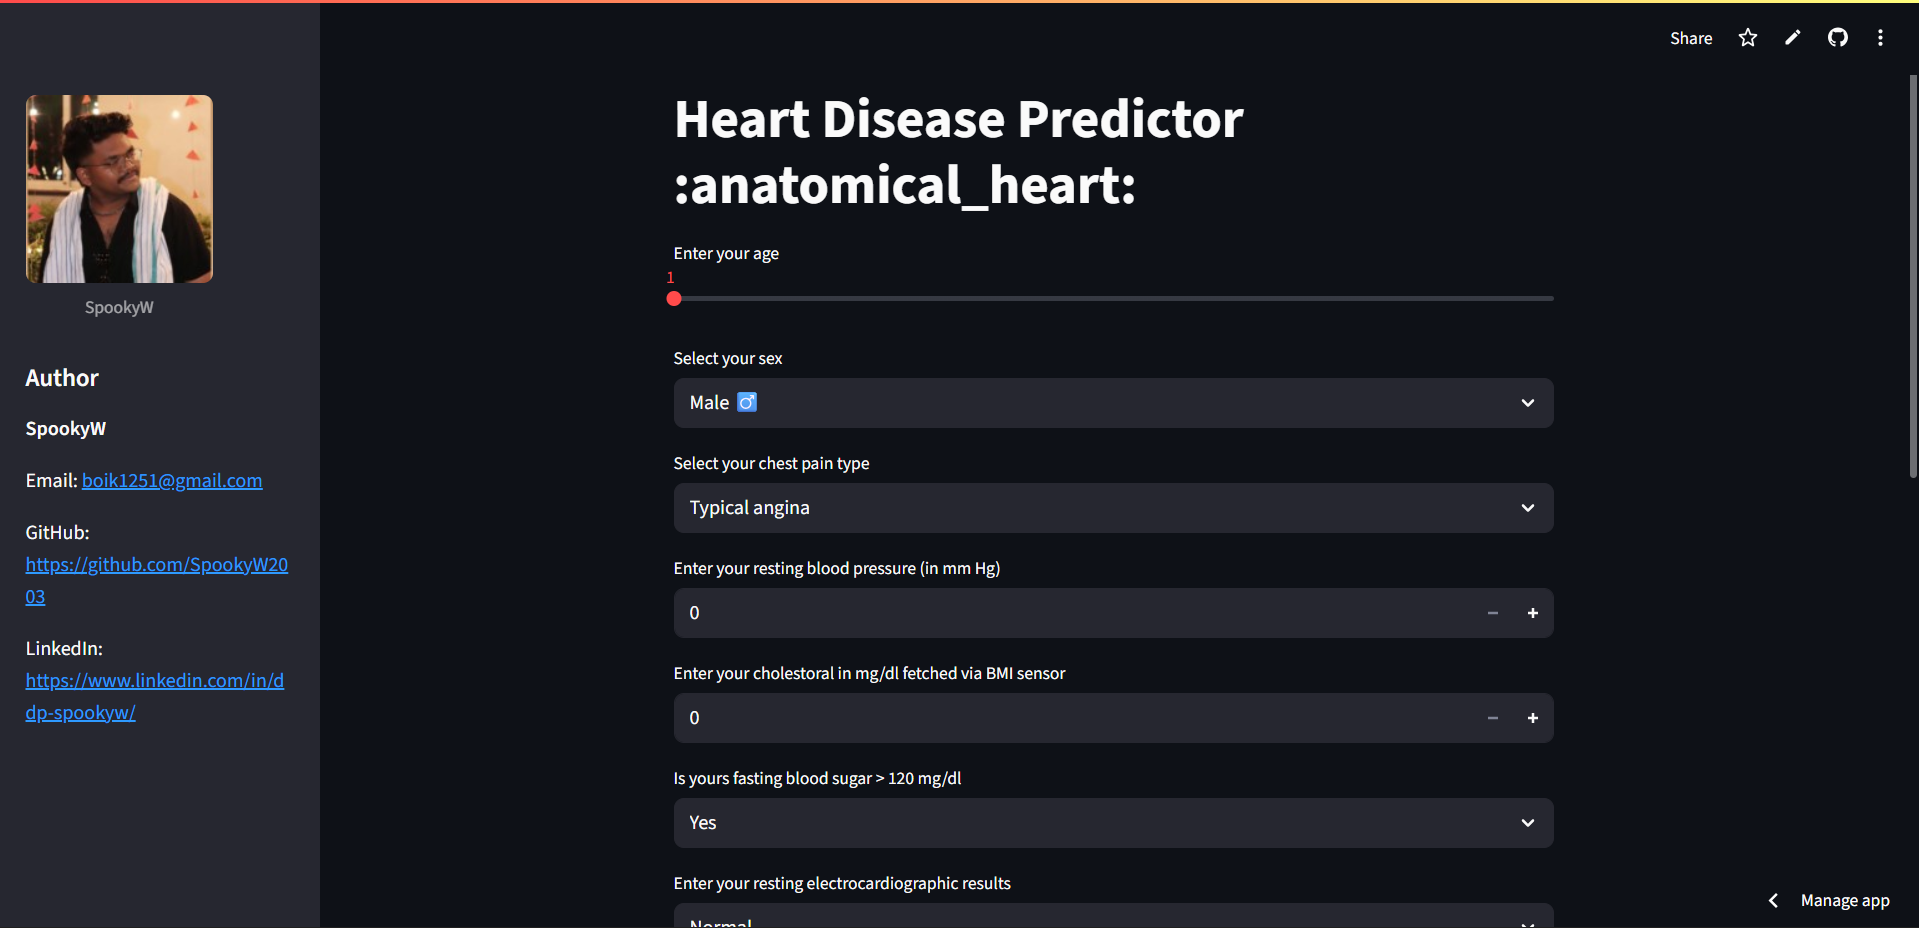 Share
SpookyW
Author
SpookyW
Email: boik1251@gmail.com
GitHub:
https://github.com/SpookyW20
03
LinkedIn:
https://www.linkedin.com/in/d
dp-spookyw/
Heart Disease Predictor
:anatomical_heart:
Enter your age
1
Select your sex
Male ♂
Select your chest pain type
Typical angina
Enter your resting blood pressure (in mm Hg)
0
Enter your cholestoral in mg/dl fetched via BMI sensor
0
Is yours fasting blood sugar > 120 mg/dl
Yes
Enter your resting electrocardiographic results
Normal
Manage app